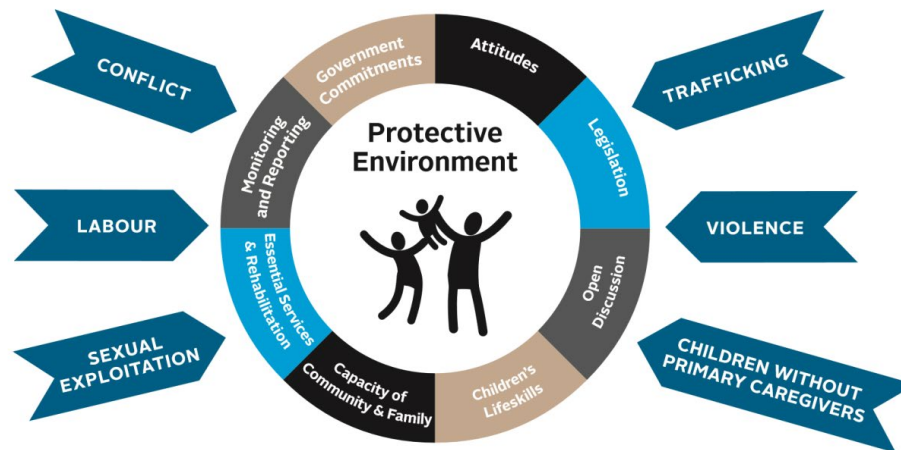 Protective
Environment
Attitudes
Legislation
Open
Discussion
Children's
Lifeskills
Capacity of
Community & Family
Essential Services
& Rehabilitation
Monitoring
and Reporting
Government
Commitments
CONFLICT
LABOUR
SEXUAL
EXPLOITATION
TRAFFICKING
VIOLENCE
CHILDREN WITHOUT
PRIMARY CAREGIVERS